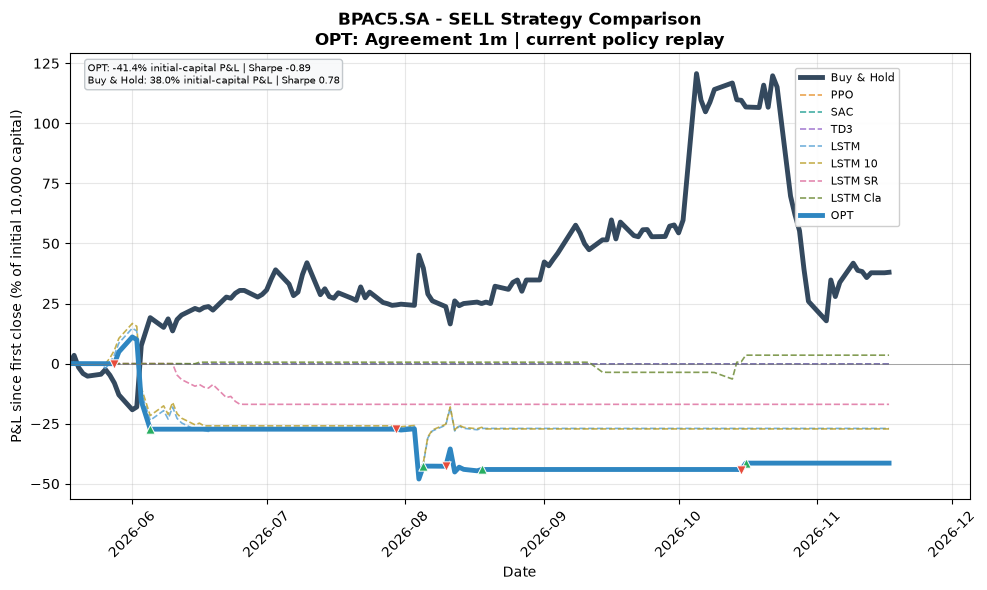 BPAC5.SA - SELL Strategy Comparison
OPT: Agreement 1m | current policy replay
OPT: -41.4% initial-capital P&L | Sharpe -0.89
Buy & Hold: 38.0% initial-capital P&L | Sharpe 0.78
Buy & Hold
PPO
SAC
TD3
LSTM
LSTM 10
LSTM SR
LSTM Cla
OPT
P&L since first close (% of initial 10,000 capital)
125
100
75
50
25
0
−25
−50
2026-06
2026-07
2026-08
2026-09
2026-10
2026-11
2026-12
Date